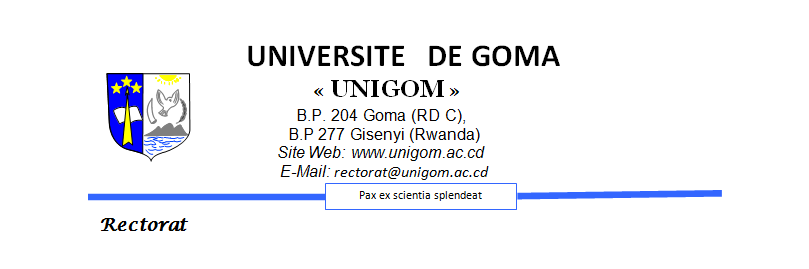 UNIVERSITE DE GOMA
« UNIGOM »
B.P. 204 Goma (RD C),
B.P 277 Gisenyi (Rwanda)
Site Web: www.unigom.ac.cd
E-Mail: rectorat@unigom.ac.cd
Pax ex scientia splendeat
Rectorat